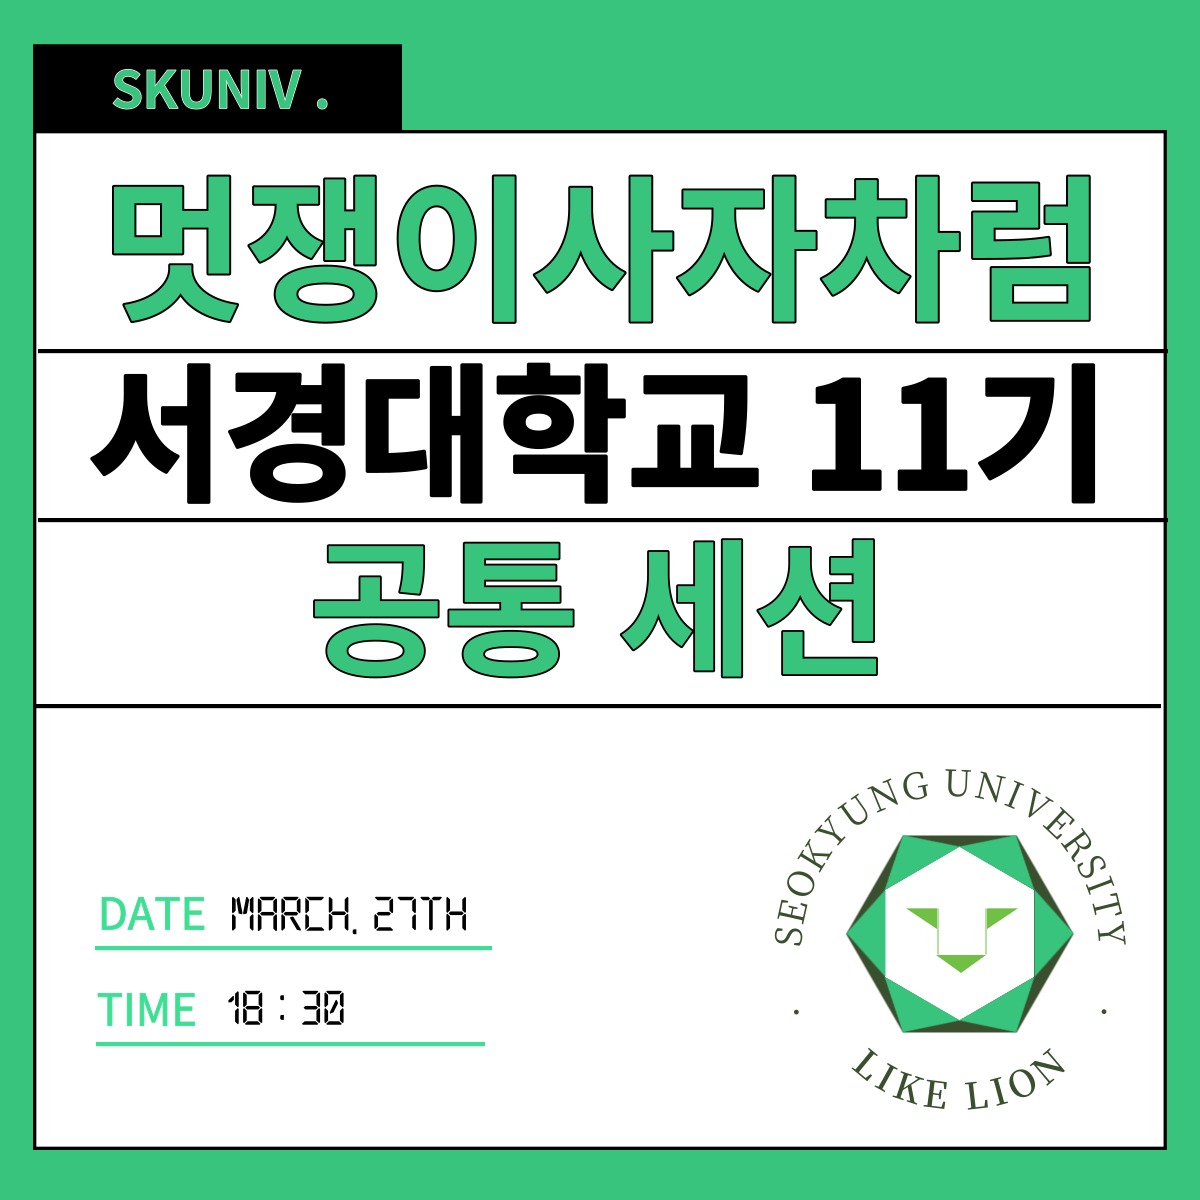 SKUNIV .
멋쟁이사자차럼
서경대학교 11기
공통 세션
DATE MARCH, 27TH
TIME 18 : 30
SEOKYUNG UNIVERSITY
· LIKE LION ·